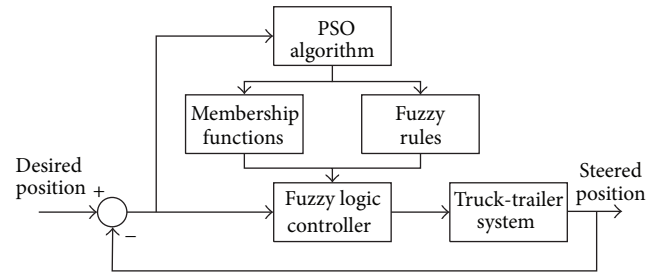 PSO
algorithm
Membership
functions
Fuzzy
rules
Desired
position
+
−
Fuzzy logic
controller
Truck-trailer
system
Steered
position